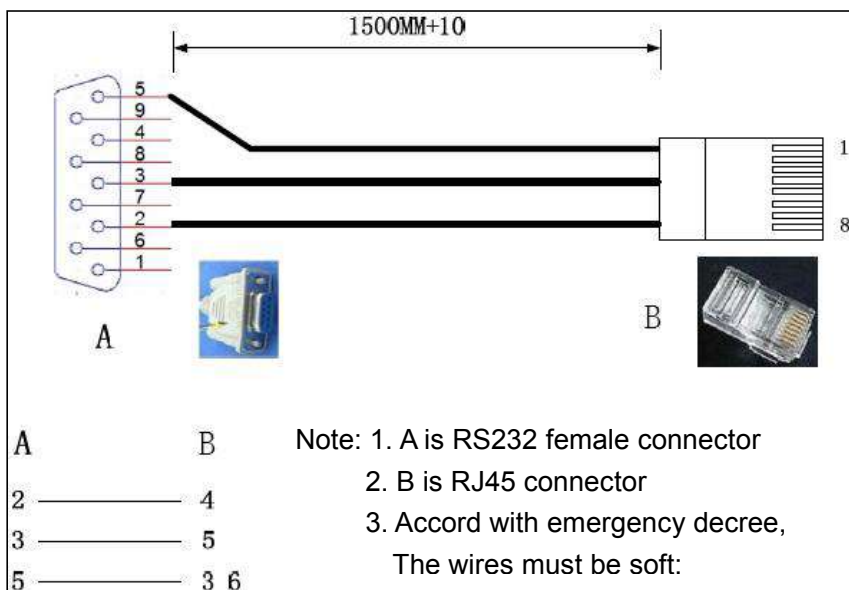 1500MM+10
5
9
4
8
3
7
2
6
1
1
8
A
B
A B
2 4
3 5
5 3 6
Note: 1. A is RS232 female connector
2. B is RJ45 connector
3. Accord with emergency decree,
The wires must be soft: